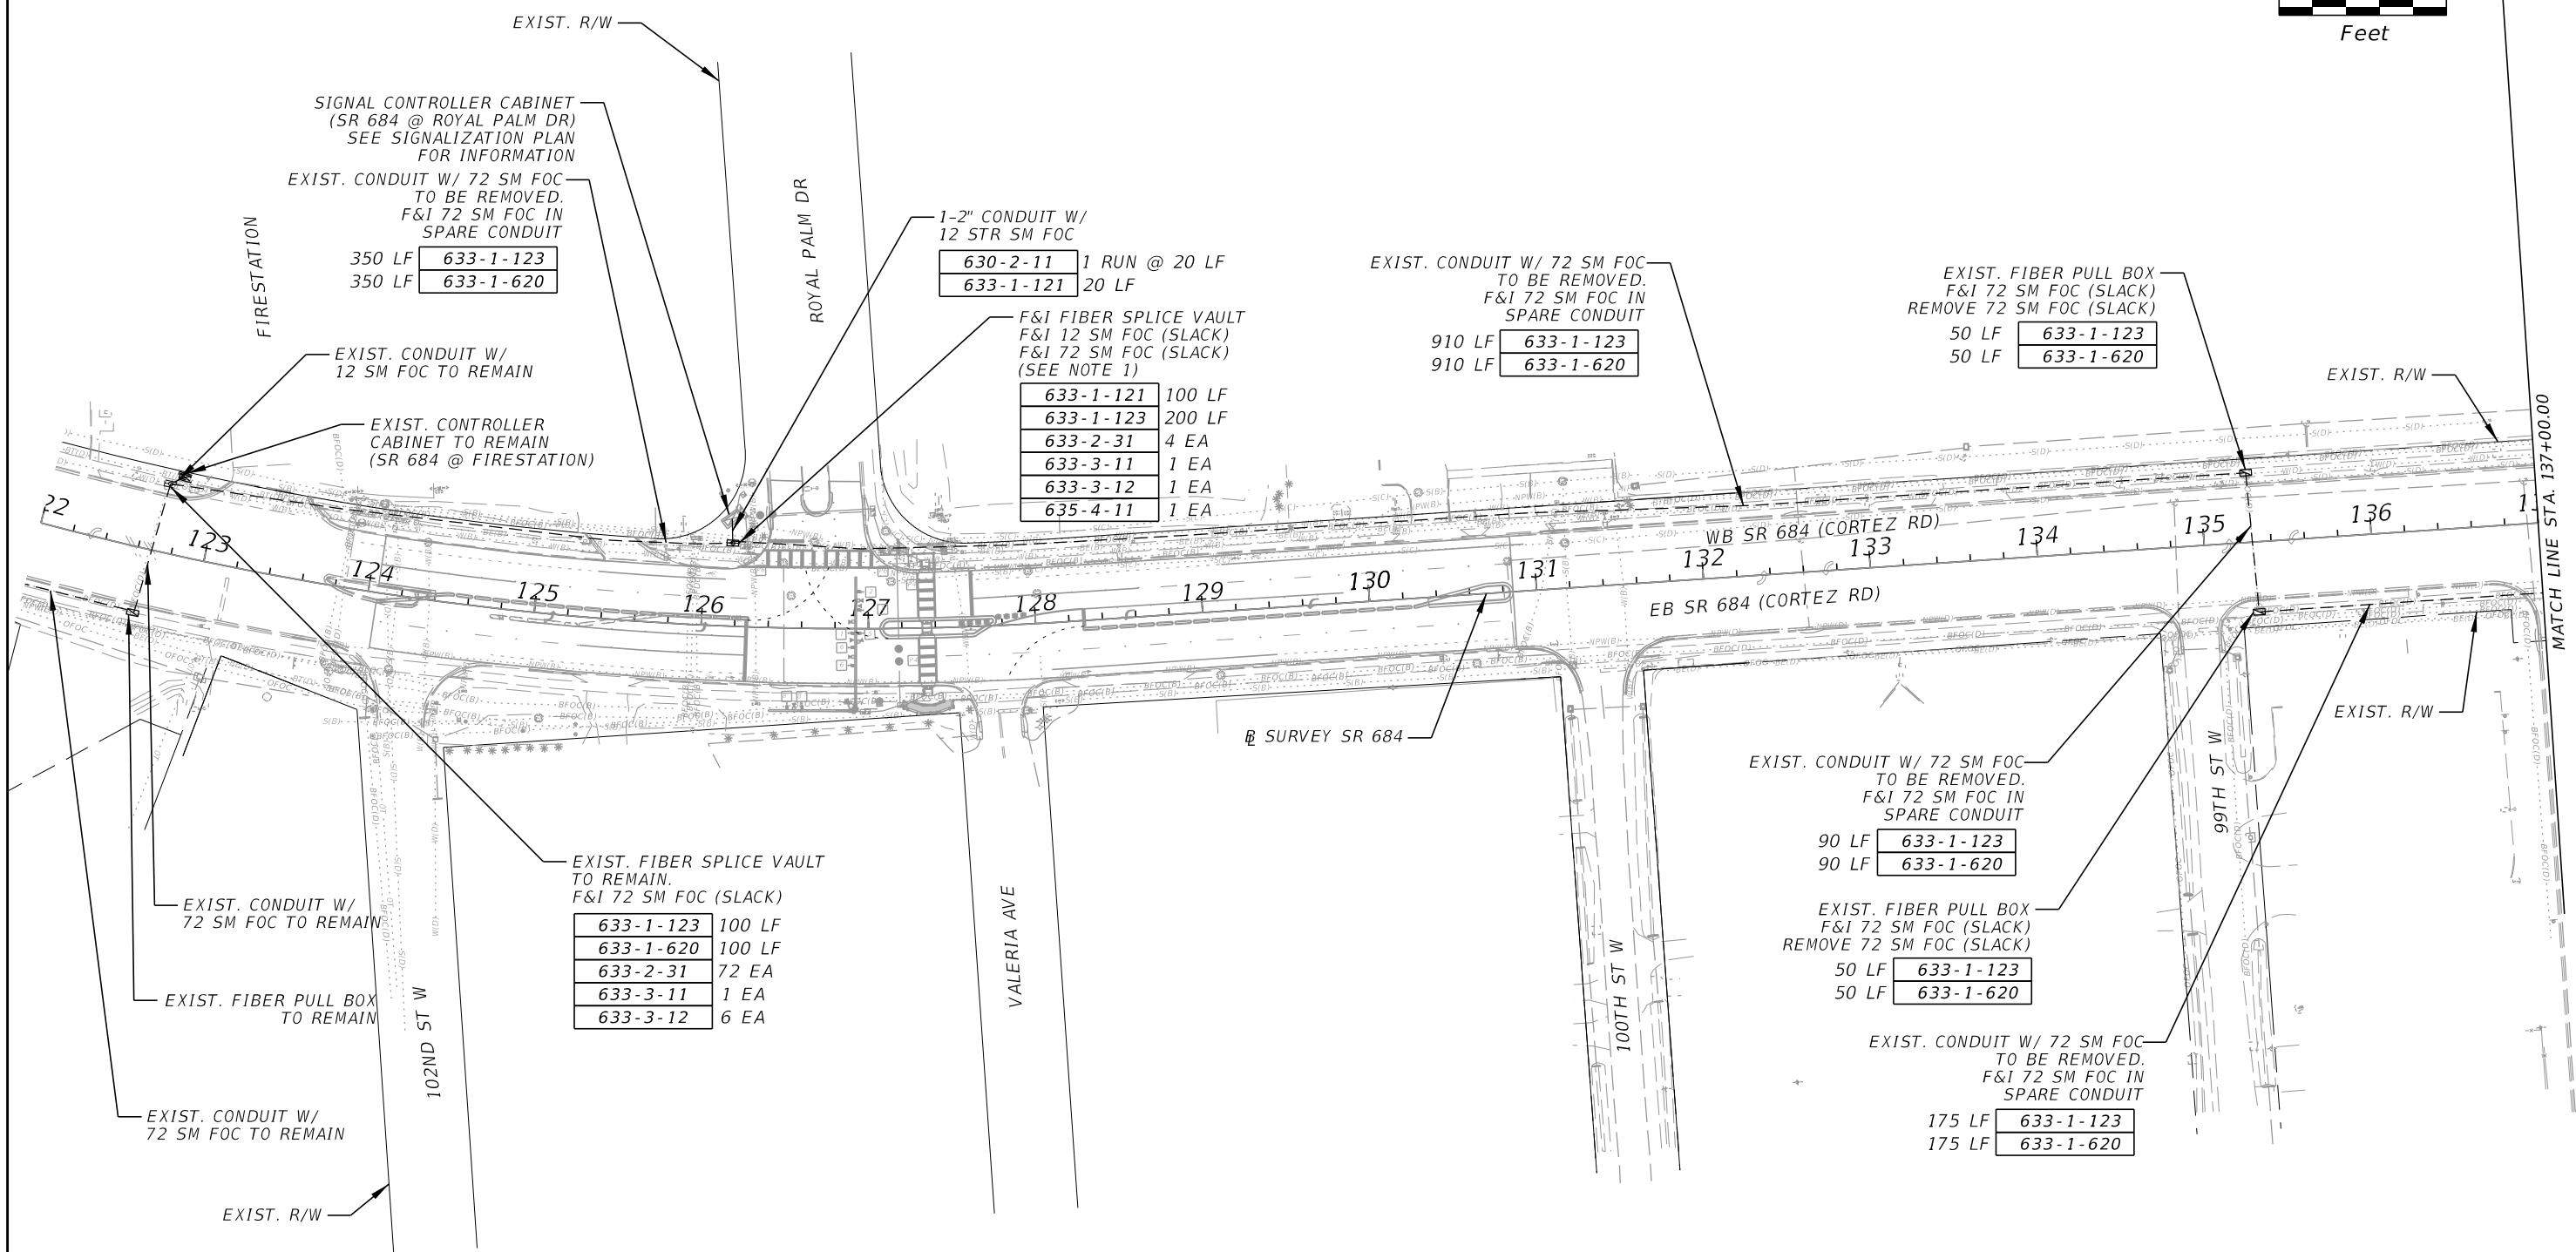 Feet
EXIST. R/W
SIGNAL CONTROLLER CABINET
(SR 684 @ ROYAL PALM DR)
SEE SIGNALIZATION PLAN
FOR INFORMATION
EXIST. CONDUIT W/ 72 SM FOC
TO BE REMOVED.
F&I 72 SM FOC IN
SPARE CONDUIT
350 LF 633-1-123
350 LF 633-1-620
FIRESTATION
ROYAL PALM DR
1-2" CONDUIT W/
12 STR SM FOC
630-2-11 1 RUN @ 20 LF
633-1-121 20 LF
F&I FIBER SPLICE VAULT
F&I 12 SM FOC (SLACK)
F&I 72 SM FOC (SLACK)
(SEE NOTE 1)
633-1-121 100 LF
633-1-123 200 LF
633-2-31 4 EA
633-3-11 1 EA
633-3-12 1 EA
635-4-11 1 EA
EXIST. CONDUIT W/ 72 SM FOC
TO BE REMOVED.
F&I 72 SM FOC IN
SPARE CONDUIT
910 LF 633-1-123
910 LF 633-1-620
EXIST. FIBER PULL BOX
F&I 72 SM FOC (SLACK)
REMOVE 72 SM FOC (SLACK)
50 LF 633-1-123
50 LF 633-1-620
EXIST. R/W
EXIST. CONDUIT W/
12 SM FOC TO REMAIN
EXIST. CONTROLLER
CABINET TO REMAIN
(SR 684 @ FIRESTATION)
22
123
124
125
126
127
128
129
130
131
132
133
134
135
136
WB SR 684 (CORTEZ RD)
EB SR 684 (CORTEZ RD)
MATCH LINE STA. 137+00.00
EXIST. R/W
SURVEY SR 684
EXIST. CONDUIT W/ 72 SM FOC
TO BE REMOVED.
F&I 72 SM FOC IN
SPARE CONDUIT
90 LF 633-1-123
90 LF 633-1-620
99TH ST W
EXIST. FIBER SPLICE VAULT
TO REMAIN.
F&I 72 SM FOC (SLACK)
633-1-123 100 LF
633-1-620 100 LF
633-2-31 72 EA
633-3-11 1 EA
633-3-12 6 EA
VALERIA AVE
EXIST. CONDUIT W/
72 SM FOC TO REMAIN
EXIST. FIBER PULL BOX
F&I 72 SM FOC (SLACK)
REMOVE 72 SM FOC (SLACK)
50 LF 633-1-123
50 LF 633-1-620
100TH ST W
EXIST. FIBER PULL BOX
TO REMAIN
102ND ST W
EXIST. CONDUIT W/ 72 SM FOC
TO BE REMOVED.
F&I 72 SM FOC IN
SPARE CONDUIT
175 LF 633-1-123
175 LF 633-1-620
EXIST. CONDUIT W/
72 SM FOC TO REMAIN
EXIST. R/W